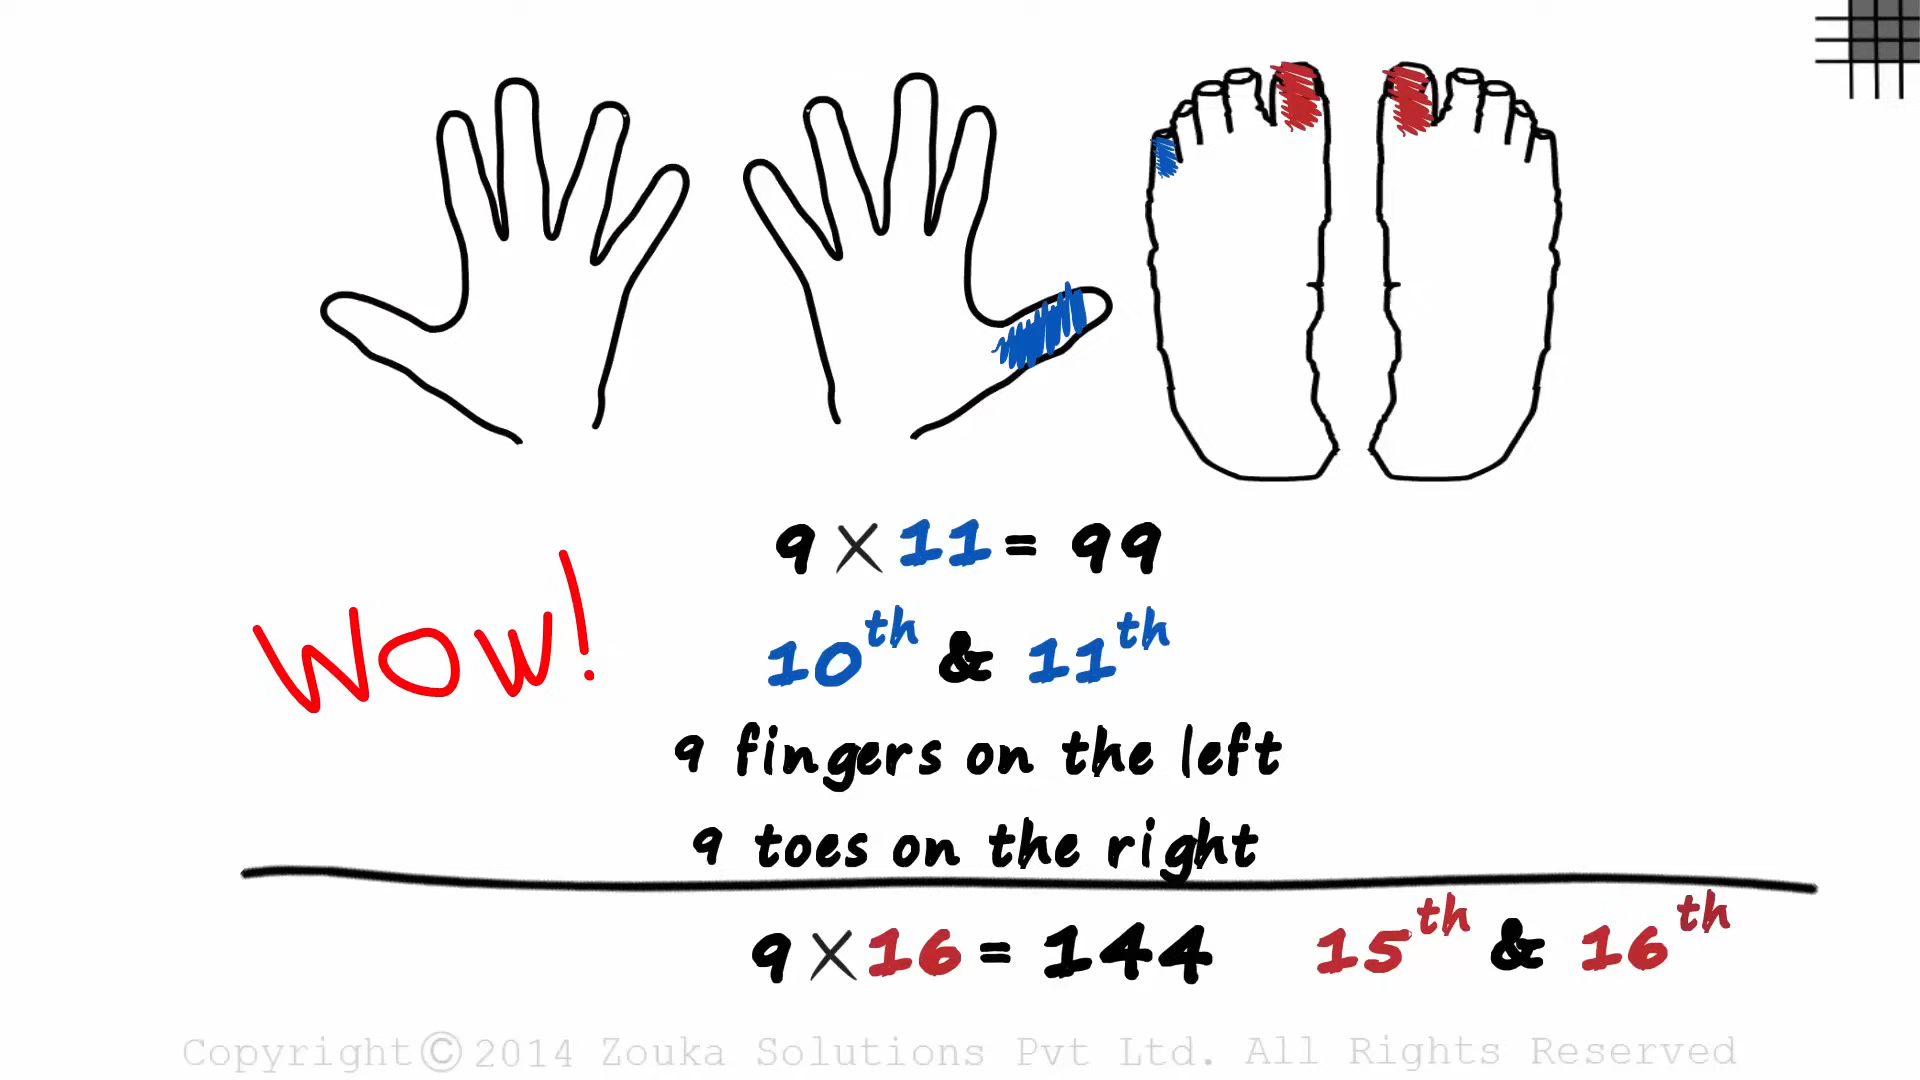 9 × 11 = 99
WOW!
10th & 11th
9 fingers on the left
9 toes on the right
9 × 16 = 144 15th & 16th
Copyright© 2014 Zouka Solutions Pvt Ltd. All Rights Reserved